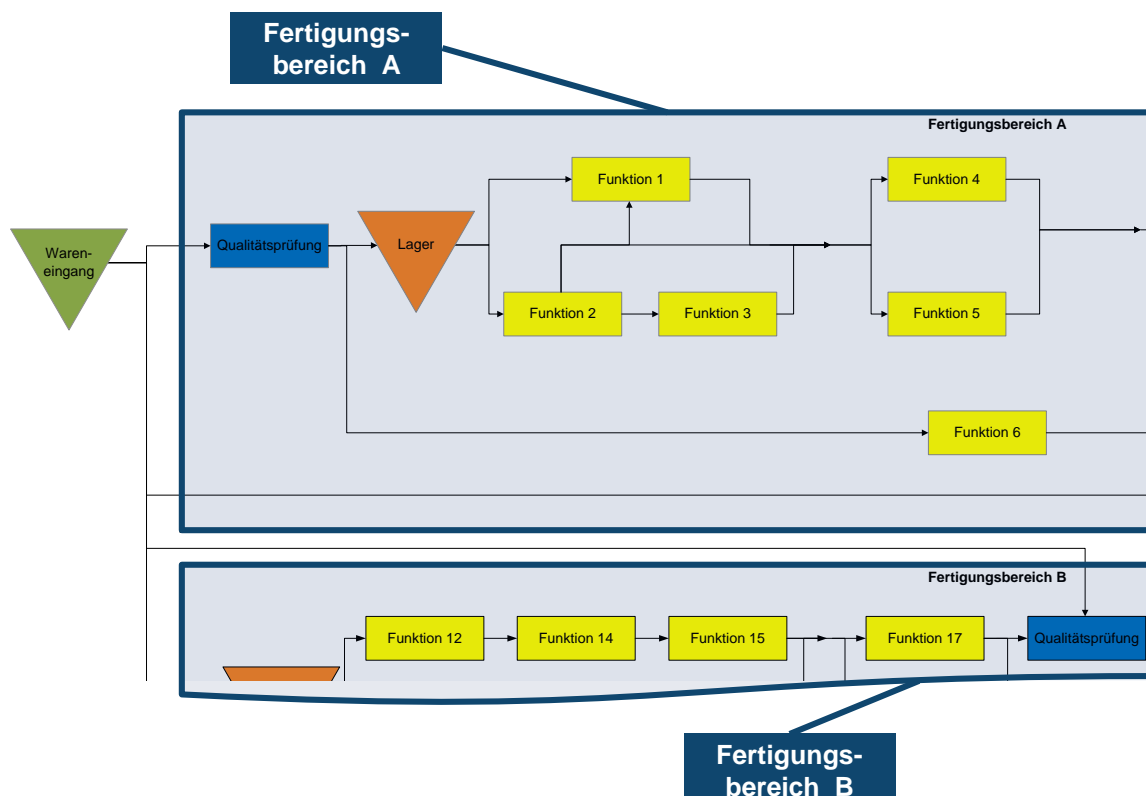 Fertigungs-
bereich A
Fertigungsbereich A
Funktion 1
Funktion 4
Waren-
eingang
Qualitätsprüfung
Lager
Funktion 2
Funktion 3
Funktion 5
Funktion 6
Fertigungsbereich B
Funktion 12
Funktion 14
Funktion 15
Funktion 17
Qualitätsprüfung
Fertigungs-
bereich B